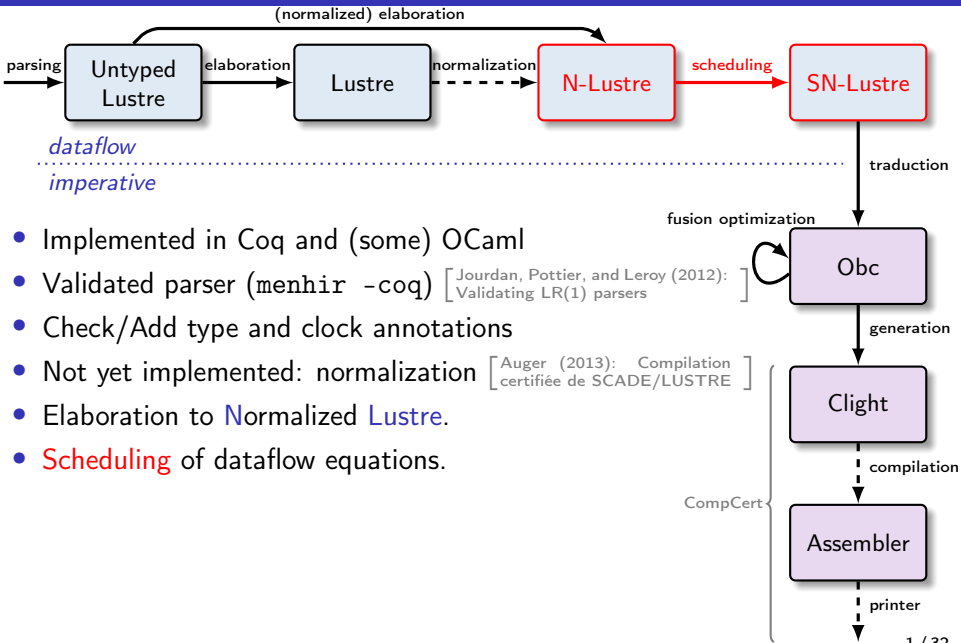 (normalized) elaboration
parsing
Untyped
Lustre
elaboration
Lustre
normalization
N-Lustre
scheduling
SN-Lustre
dataflow
imperative
traduction
fusion optimization
Obc
generation
Clight
compilation
CompCert
Assembler
printer
• Implemented in Coq and (some) OCaml
• Validated parser (menhir -coq) [Jourdan, Pottier, and Leroy (2012):
Validating LR(1) parsers]
• Check/Add type and clock annotations
• Not yet implemented: normalization [Auger (2013): Compilation
certifiée de SCADE/LUSTRE]
• Elaboration to Normalized Lustre.
• Scheduling of dataflow equations.
1/32